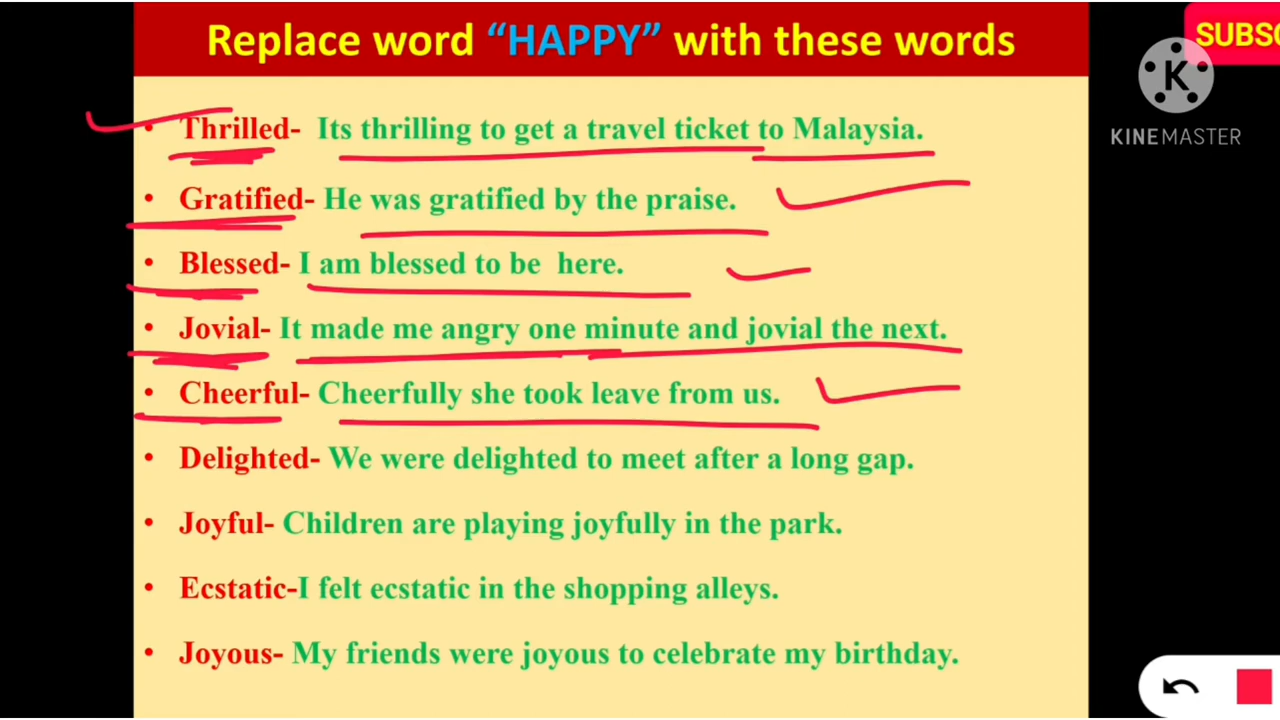 Replace word “HAPPY” with these words
SUBSC
K
KINEMASTER
• Thrilled- Its thrilling to get a travel ticket to Malaysia.
• Gratified- He was gratified by the praise.
• Blessed- I am blessed to be here.
• Jovial- It made me angry one minute and jovial the next.
• Cheerful- Cheerfully she took leave from us.
• Delighted- We were delighted to meet after a long gap.
• Joyful- Children are playing joyfully in the park.
• Ecstatic-I felt ecstatic in the shopping alleys.
• Joyous- My friends were joyous to celebrate my birthday.